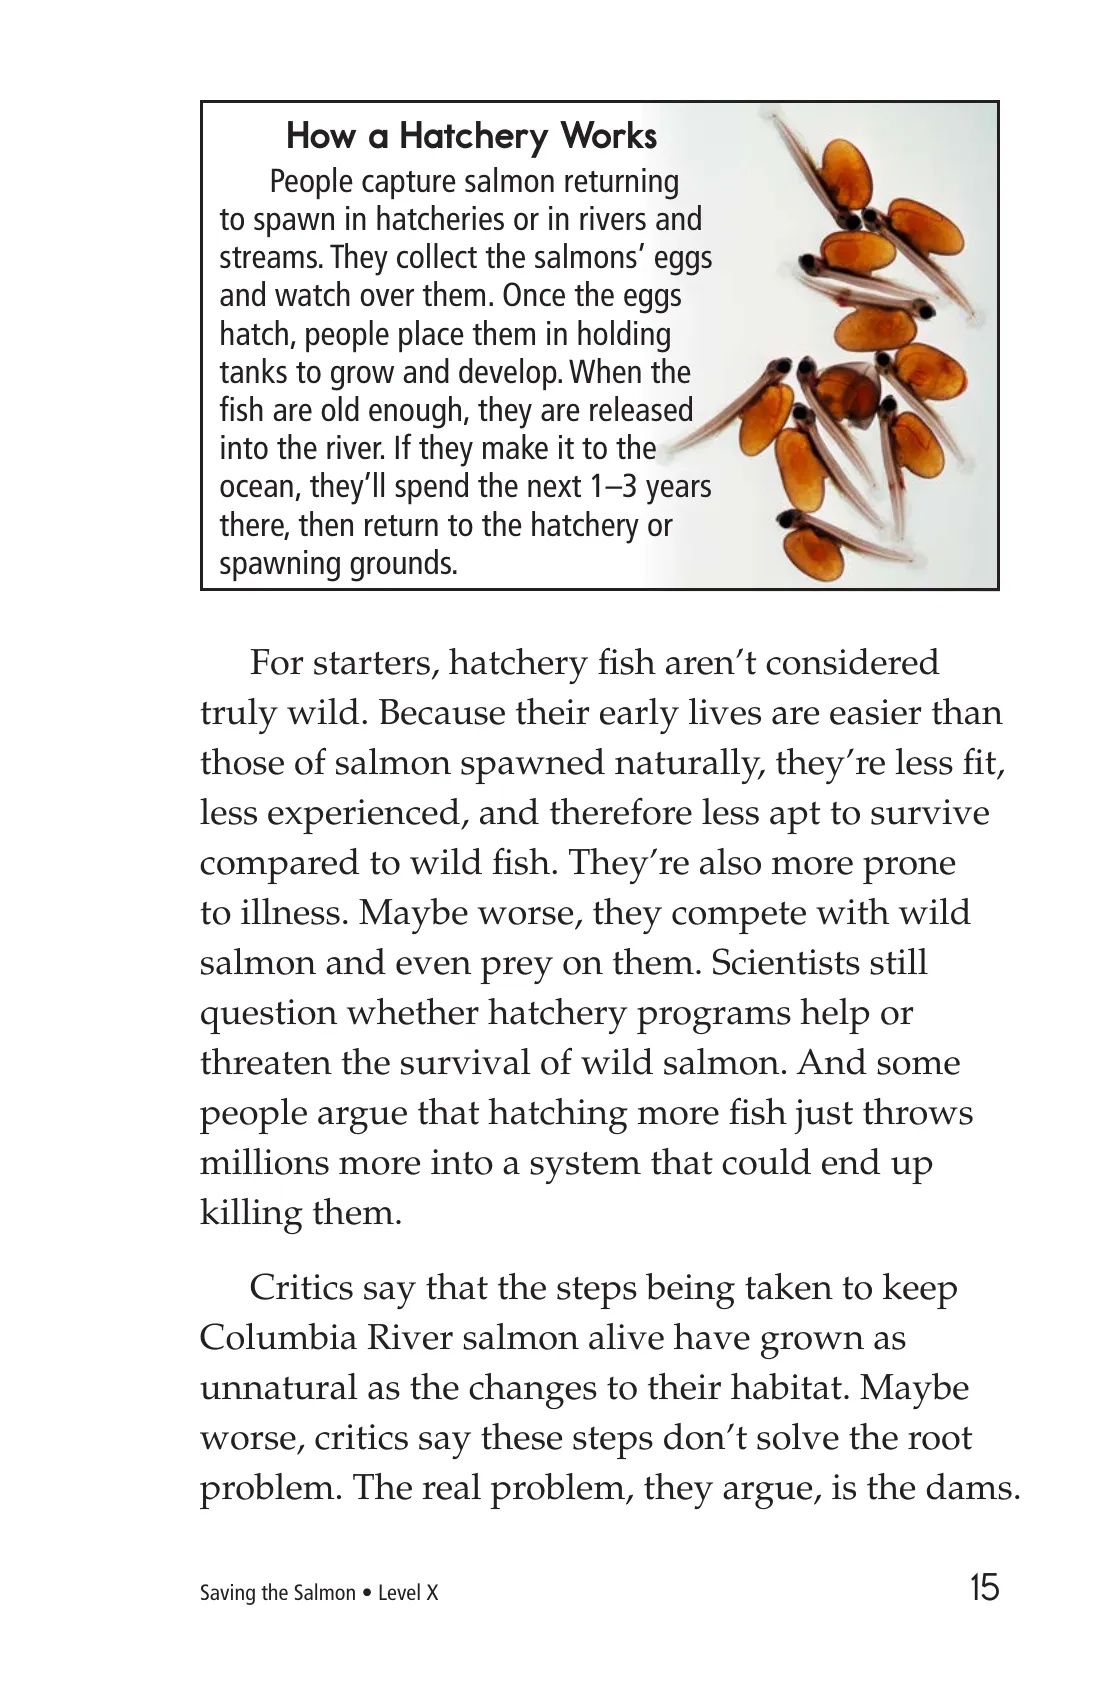 How a Hatchery Works
People capture salmon returning
to spawn in hatcheries or in rivers and
streams. They collect the salmons’ eggs
and watch over them. Once the eggs
hatch, people place them in holding
tanks to grow and develop. When the
fish are old enough, they are released
into the river. If they make it to the
ocean, they’ll spend the next 1–3 years
there, then return to the hatchery or
spawning grounds.
For starters, hatchery fish aren’t considered
truly wild. Because their early lives are easier than
those of salmon spawned naturally, they’re less fit,
less experienced, and therefore less apt to survive
compared to wild fish. They’re also more prone
to illness. Maybe worse, they compete with wild
salmon and even prey on them. Scientists still
question whether hatchery programs help or
threaten the survival of wild salmon. And some
people argue that hatching more fish just throws
millions more into a system that could end up
killing them.
Critics say that the steps being taken to keep
Columbia River salmon alive have grown as
unnatural as the changes to their habitat. Maybe
worse, critics say these steps don’t solve the root
problem. The real problem, they argue, is the dams.
Saving the Salmon • Level X
15